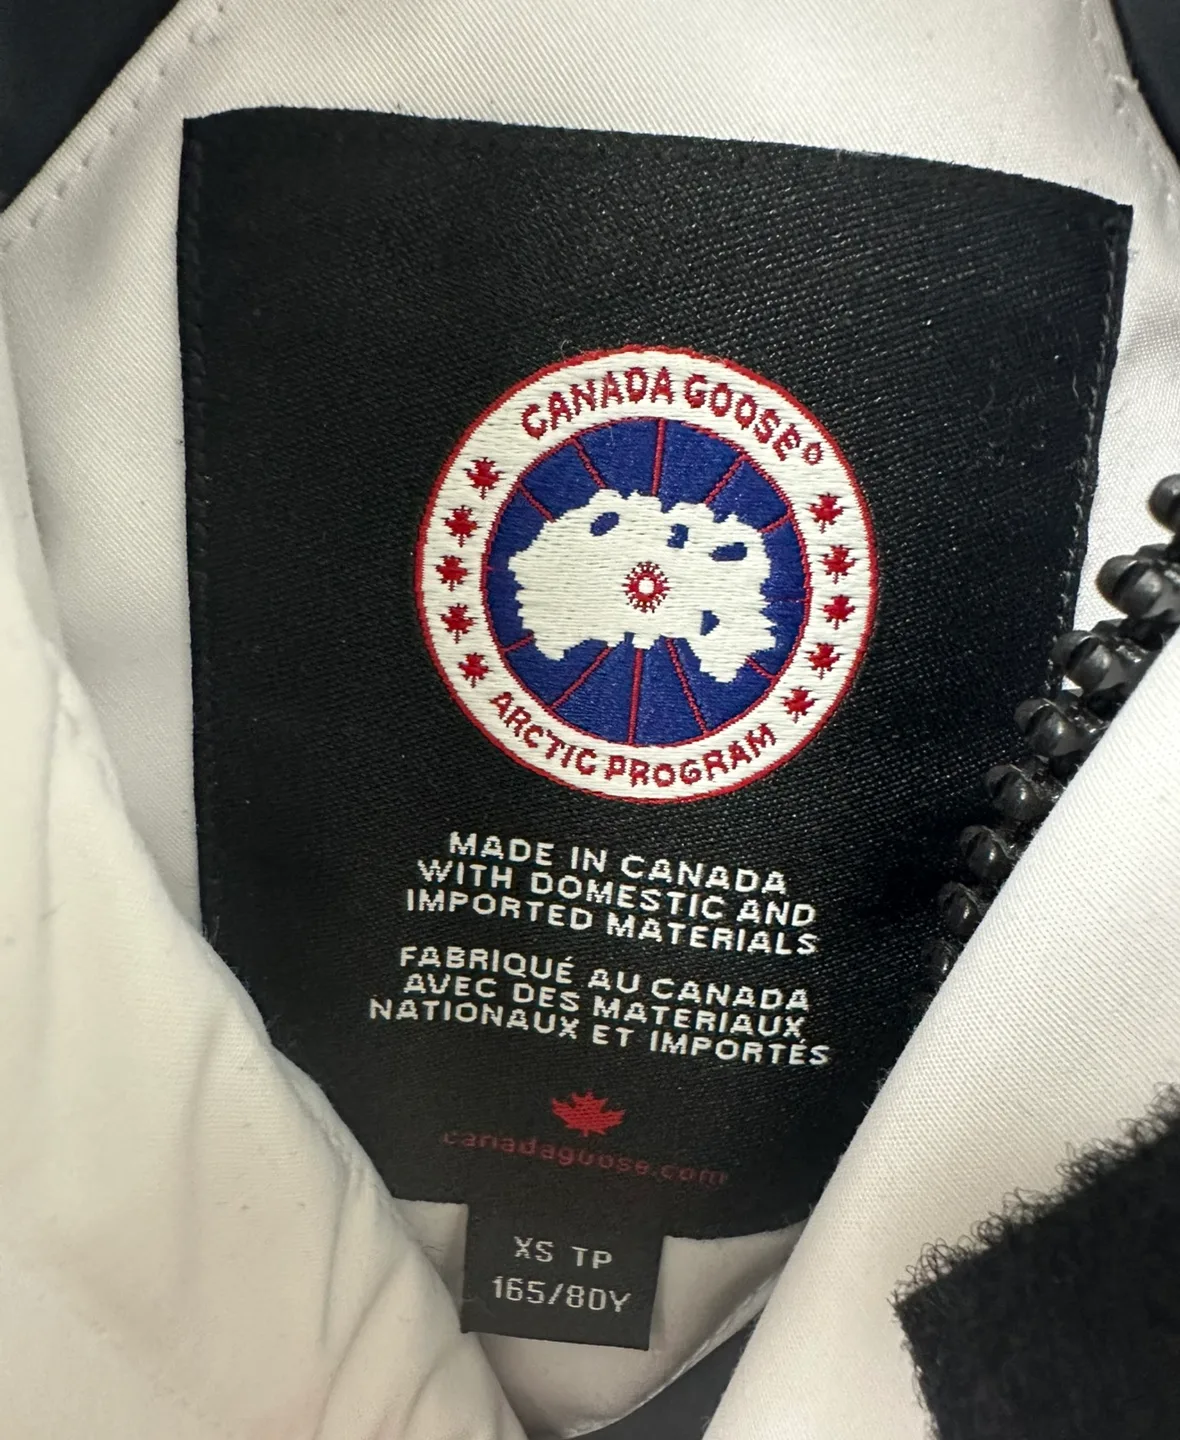 CANADA GOOSE®
ARCTIC PROGRAM
MADE IN CANADA
WITH DOMESTIC AND
IMPORTED MATERIALS
FABRIQUÉ AU CANADA
AVEC DES MATERIAUX
NATIONAUX ET IMPORTÉS
canadagoose.com
XS TP
165/80Y